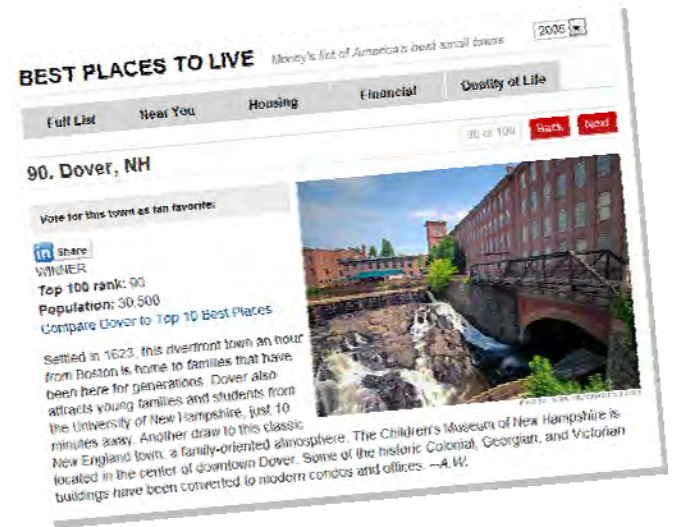 BEST PLACES TO LIVE Money's list of America's best small towns 2005
Full List Near You Housing Financial Quality of Life
90 of 100 Back Next
90. Dover, NH
Vote for this town as fan favorite:
in Share
WINNER
Top 100 rank: 90
Population: 30,500
Compare Dover to Top 10 Best Places
Settled in 1623, this riverfront town an hour
from Boston is home to families that have
been here for generations. Dover also
attracts young families and students from
the University of New Hampshire, just 10
minutes away. Another draw to this classic
New England town: a family-oriented atmosphere. The Children's Museum of New Hampshire is
located in the center of downtown Dover. Some of the historic Colonial, Georgian, and Victorian
buildings have been converted to modern condos and offices. --A.W.